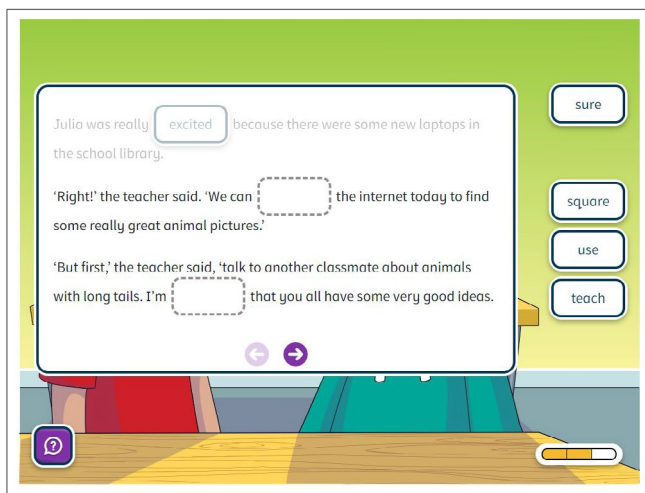 Julia was really excited because there were some new laptops in
the school library.
'Right!' the teacher said. 'We can the internet today to find
some really great animal pictures.'
'But first,' the teacher said, 'talk to another classmate about animals
with long tails. I'm that you all have some very good ideas.
sure
square
use
teach
?